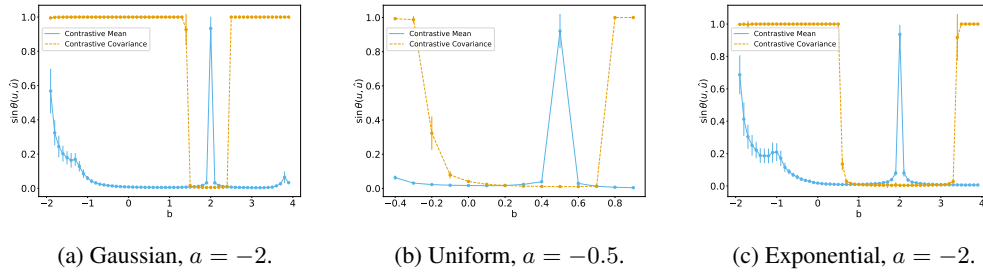 1.0
0.8
0.6
0.4
0.2
0.0
sin θ(u, û)
Contrastive Mean
Contrastive Covariance
−2 −1 0 1 2 3 4
b
1.0
0.8
0.6
0.4
0.2
0.0
sin θ(u, û)
Contrastive Mean
Contrastive Covariance
−0.4 −0.2 0.0 0.2 0.4 0.6 0.8
b
1.0
0.8
0.6
0.4
0.2
0.0
sin θ(u, û)
Contrastive Mean
Contrastive Covariance
−2 −1 0 1 2 3 4
b
(a) Gaussian, a = −2.
(b) Uniform, a = −0.5.
(c) Exponential, a = −2.